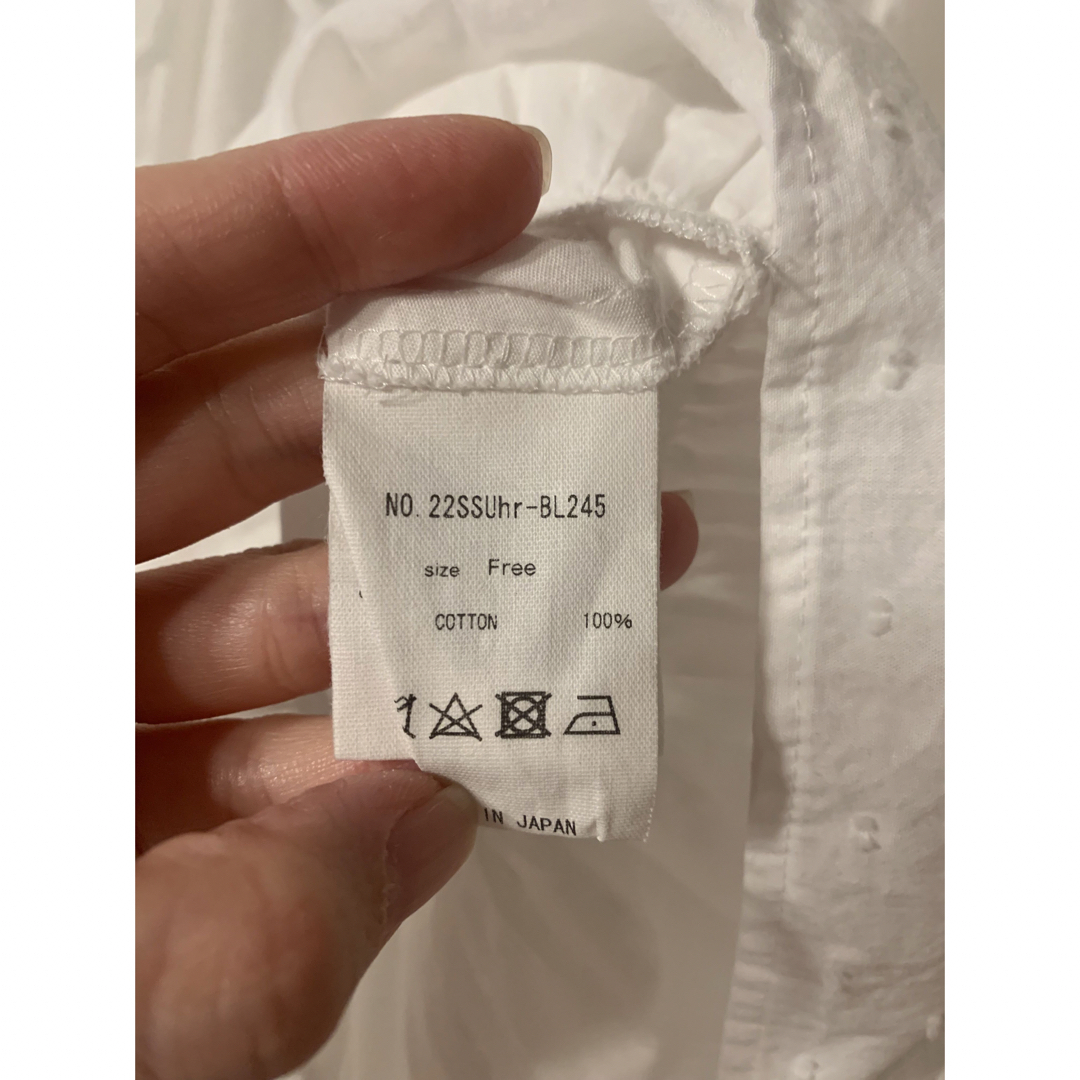 NO. 22SSUhr-BL245
size Free
COTTON 100%
IN JAPAN